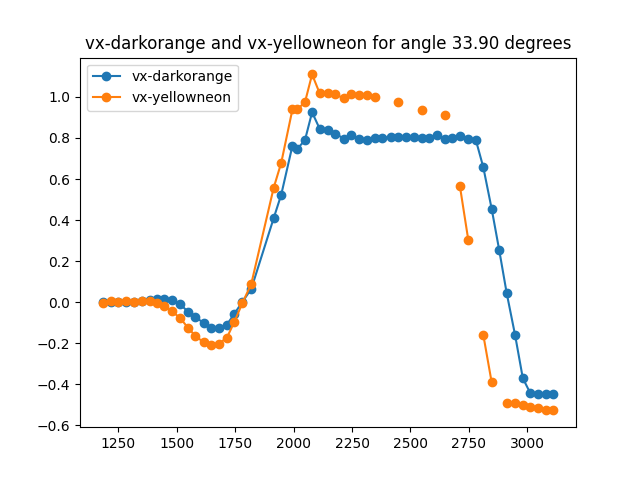 vx-darkorange and vx-yellowneon for angle 33.90 degrees
vx-darkorange
vx-yellowneon
1.0
0.8
0.6
0.4
0.2
0.0
−0.2
−0.4
−0.6
1250 1500 1750 2000 2250 2500 2750 3000